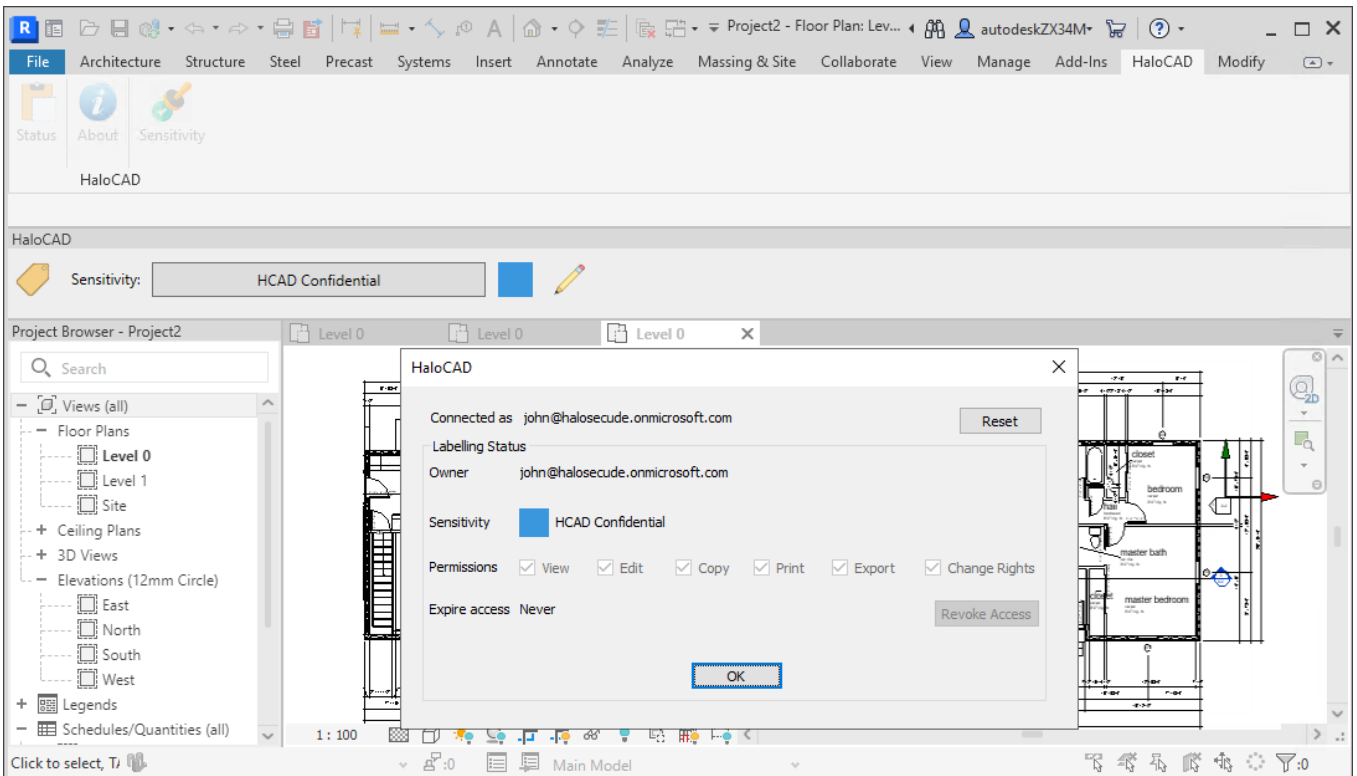 R
Project2 - Floor Plan: Lev...
autodeskZX34M
File Architecture Structure Steel Precast Systems Insert Annotate Analyze Massing & Site Collaborate View Manage Add-Ins HaloCAD Modify
Status About Sensitivity
HaloCAD
HaloCAD
Sensitivity: HCAD Confidential
Project Browser - Project2
Level 0 Level 0 Level 0
Search
Views (all)
Floor Plans
Level 0
Level 1
Site
Ceiling Plans
3D Views
Elevations (12mm Circle)
East
North
South
West
Legends
Schedules/Quantities (all)
HaloCAD
Connected as john@halosecude.onmicrosoft.com Reset
Labelling Status
Owner john@halosecude.onmicrosoft.com
Sensitivity HCAD Confidential
Permissions View Edit Copy Print Export Change Rights
Expire access Never Revoke Access
OK
2D
closet
bedroom
hall
master bath
closet
master bedroom
1 : 100
Click to select, TA :0 Main Model :0